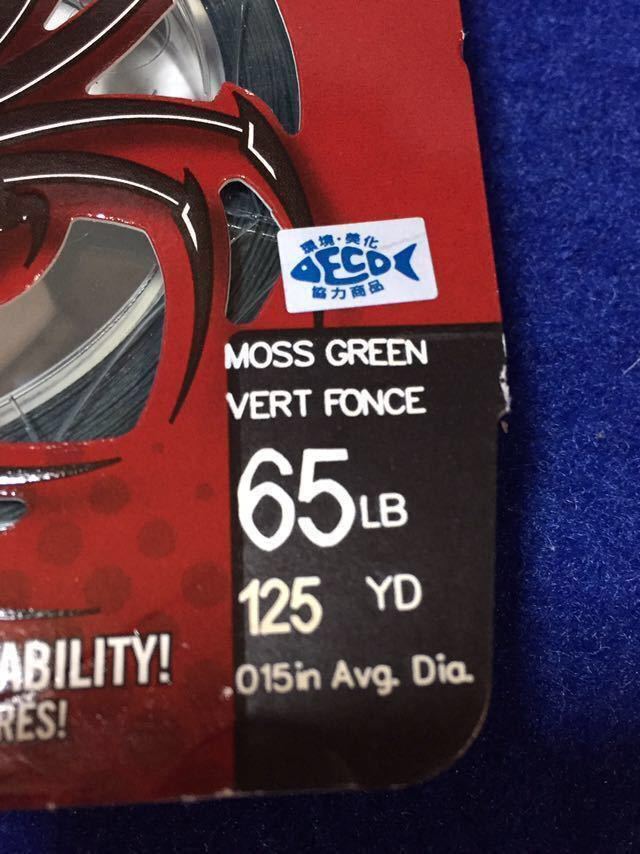 環境・美化
ECO
協力商品
MOSS GREEN
VERT FONCE
65LB
125 YD
015in Avg. Dia.
ABILITY!
RÉS!